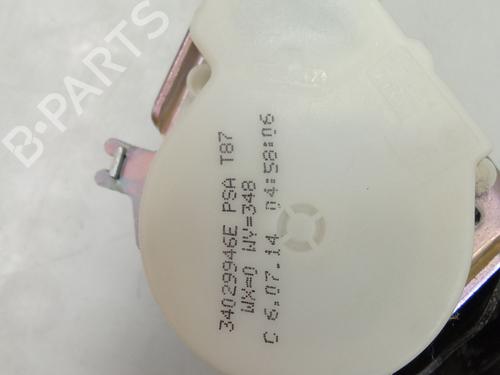 B-PARTS
34029946E PSA T87
WX=0 WY=348
C 6.07.14 04:58:06